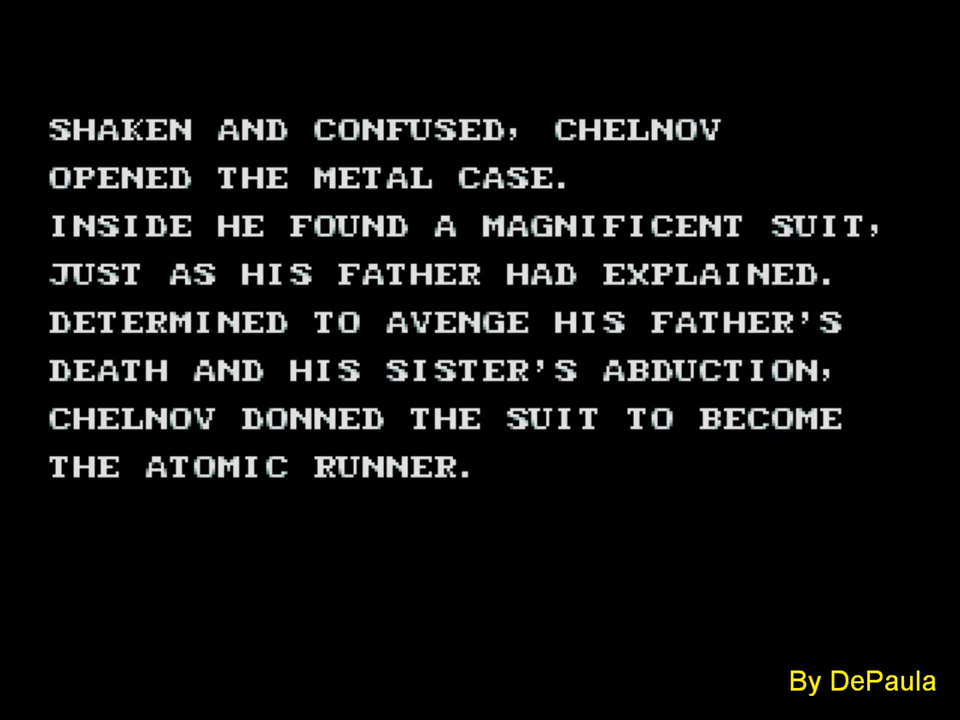 SHAKEN AND CONFUSED, CHELNOV
OPENED THE METAL CASE.
INSIDE HE FOUND A MAGNIFICENT SUIT,
JUST AS HIS FATHER HAD EXPLAINED.
DETERMINED TO AVENGE HIS FATHER'S
DEATH AND HIS SISTER'S ABDUCTION,
CHELNOV DONNED THE SUIT TO BECOME
THE ATOMIC RUNNER.
By DePaula